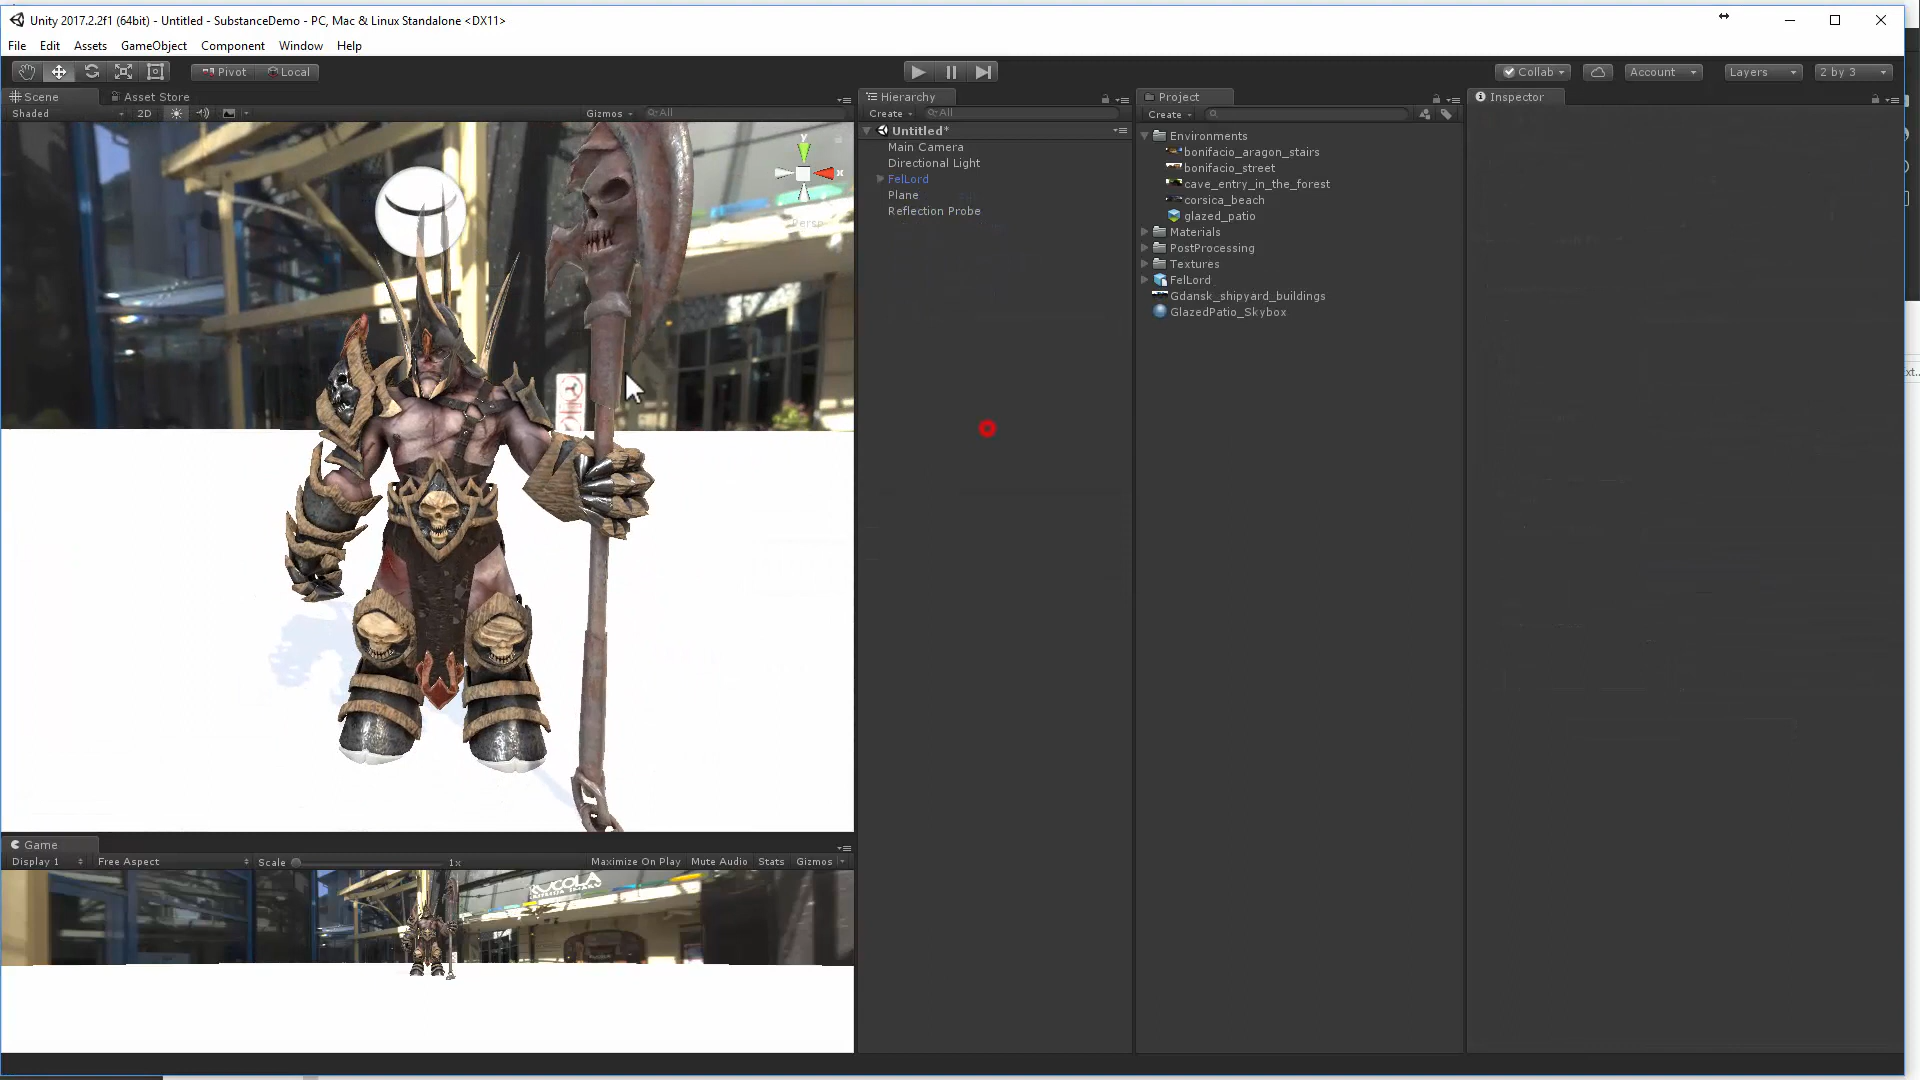 Unity 2017.2.2f1 (64bit) - Untitled - SubstanceDemo - PC, Mac & Linux Standalone <DX11>
File Edit Assets GameObject Component Window Help
Pivot Local Collab Account Layers 2 by 3
Scene Asset Store
Shaded 2D Gizmos All
y
x
Persp
Hierarchy
Create All
Untitled*
Main Camera
Directional Light
FelLord
Plane
Reflection Probe
Project
Create
Environments
bonifacio_aragon_stairs
bonifacio_street
cave_entry_in_the_forest
corsica_beach
glazed_patio
Materials
PostProcessing
Textures
FelLord
Gdansk_shipyard_buildings
GlazedPatio_Skybox
Inspector
Game
Display 1 Free Aspect Scale 1x Maximize On Play Mute Audio Stats Gizmos